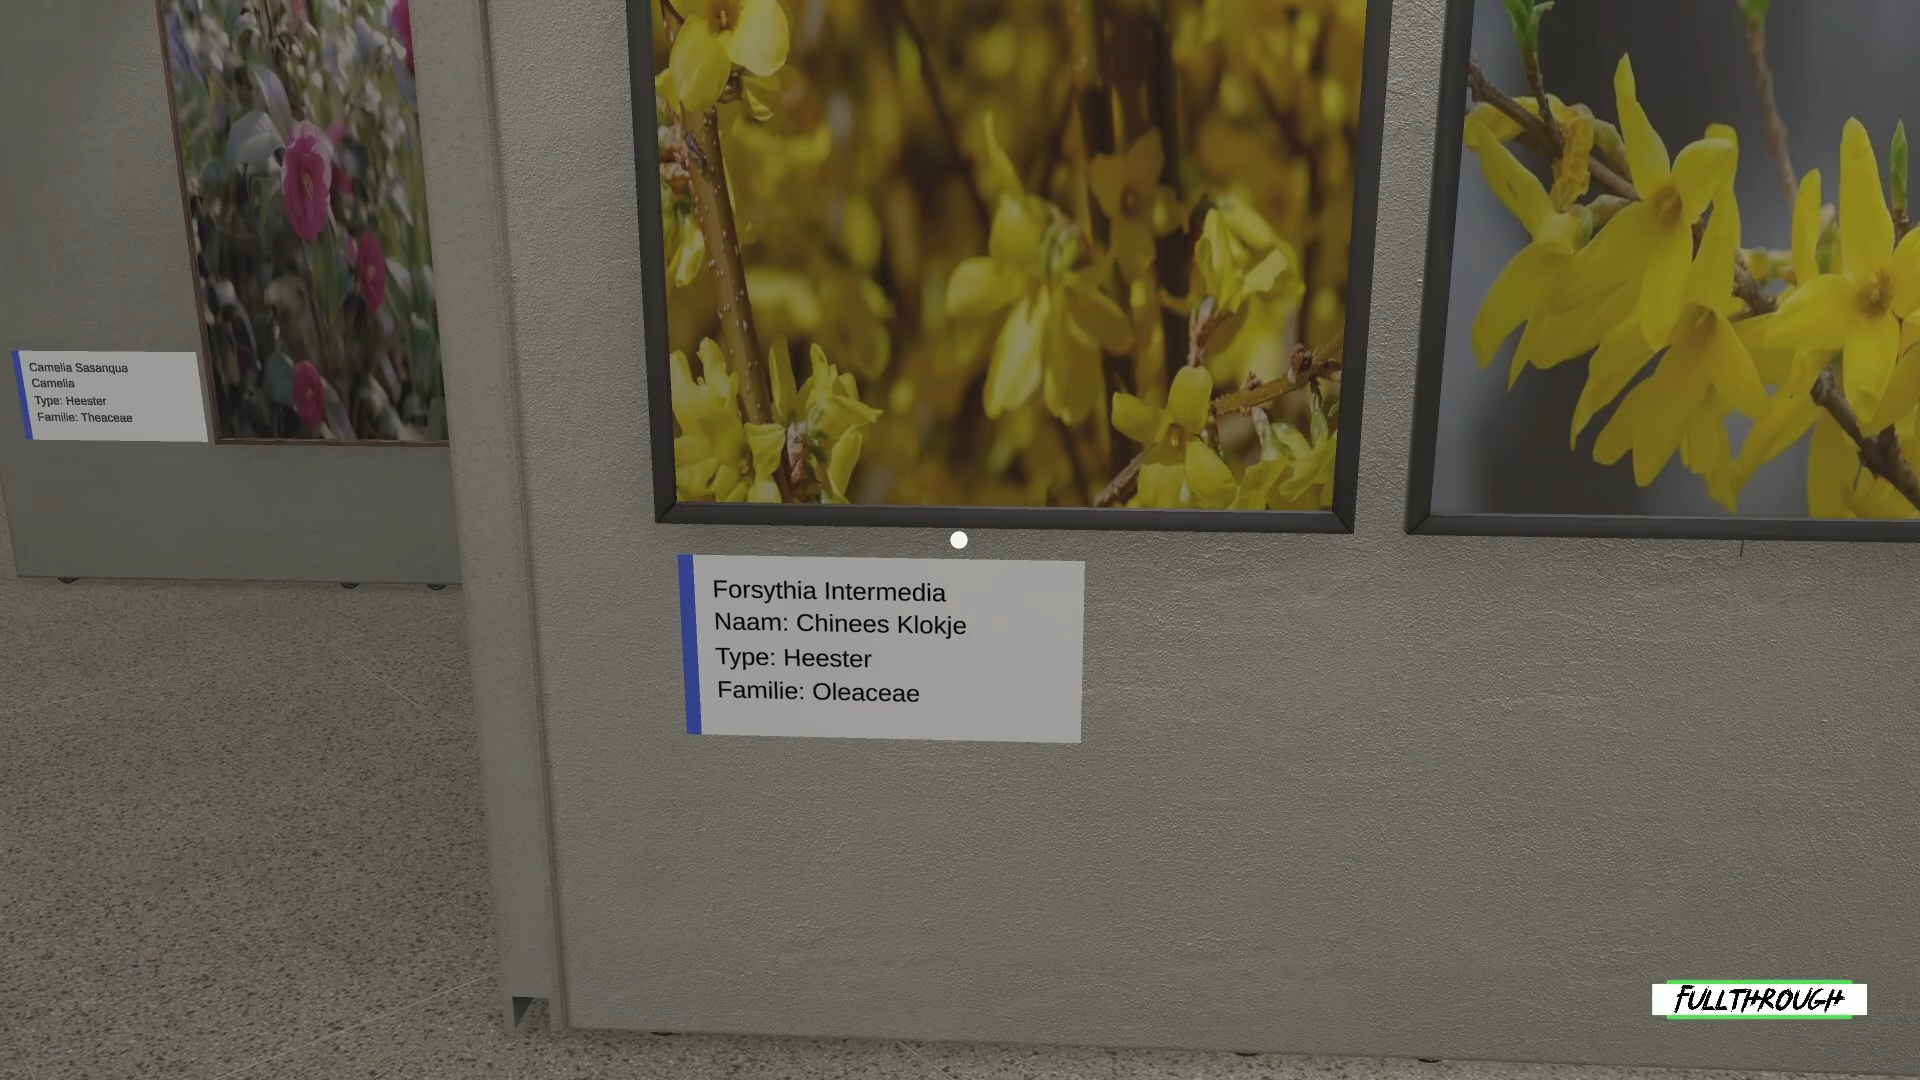 Camelia Sasanqua
Camelia
Type: Heester
Familie: Theaceae
Forsythia Intermedia
Naam: Chinees Klokje
Type: Heester
Familie: Oleaceae
FULLTHROUGH